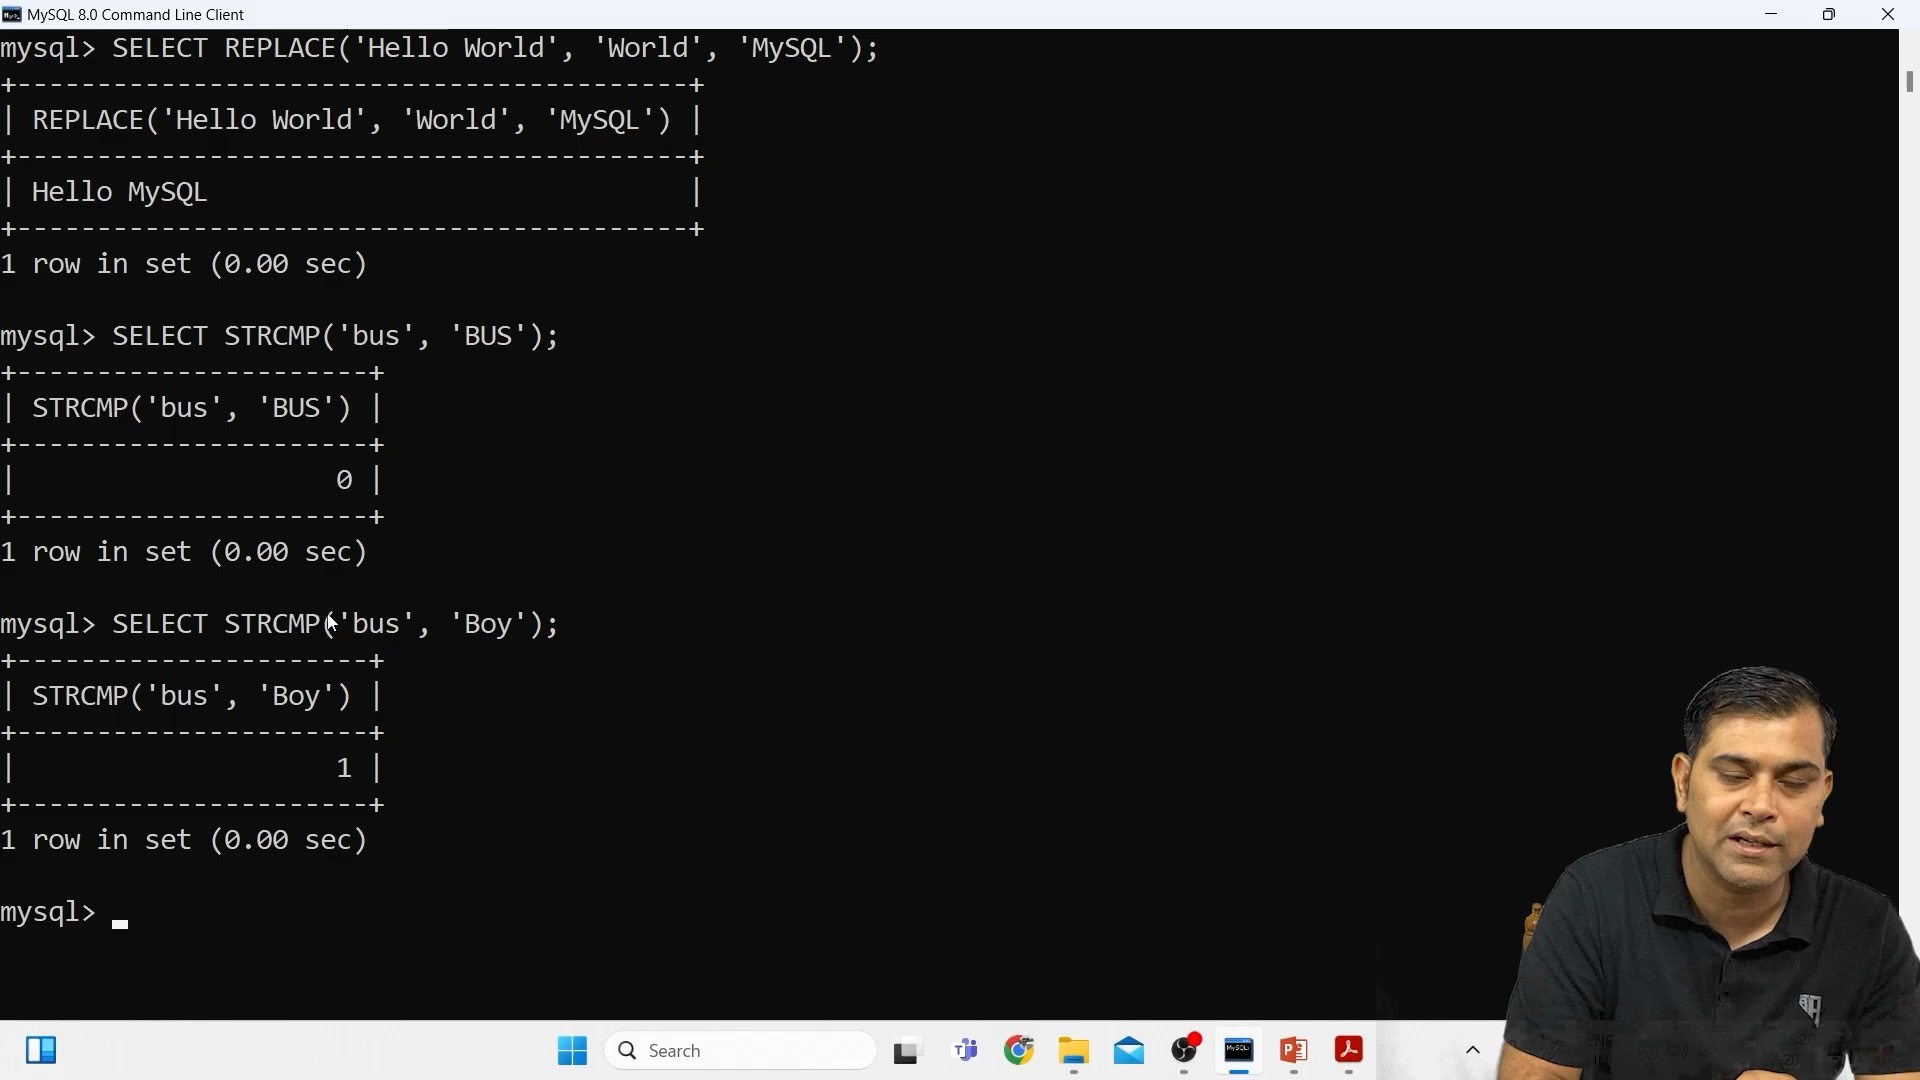 MySQL 8.0 Command Line Client
mysql> SELECT REPLACE('Hello World', 'World', 'MySQL');
+------------------------------------------+
| REPLACE('Hello World', 'World', 'MySQL') |
+------------------------------------------+
| Hello MySQL                              |
+------------------------------------------+
1 row in set (0.00 sec)
mysql> SELECT STRCMP('bus', 'BUS');
+----------------------+
| STRCMP('bus', 'BUS') |
+----------------------+
|                    0 |
+----------------------+
1 row in set (0.00 sec)
mysql> SELECT STRCMP('bus', 'Boy');
+----------------------+
| STRCMP('bus', 'Boy') |
+----------------------+
|                    1 |
+----------------------+
1 row in set (0.00 sec)
mysql>
Search